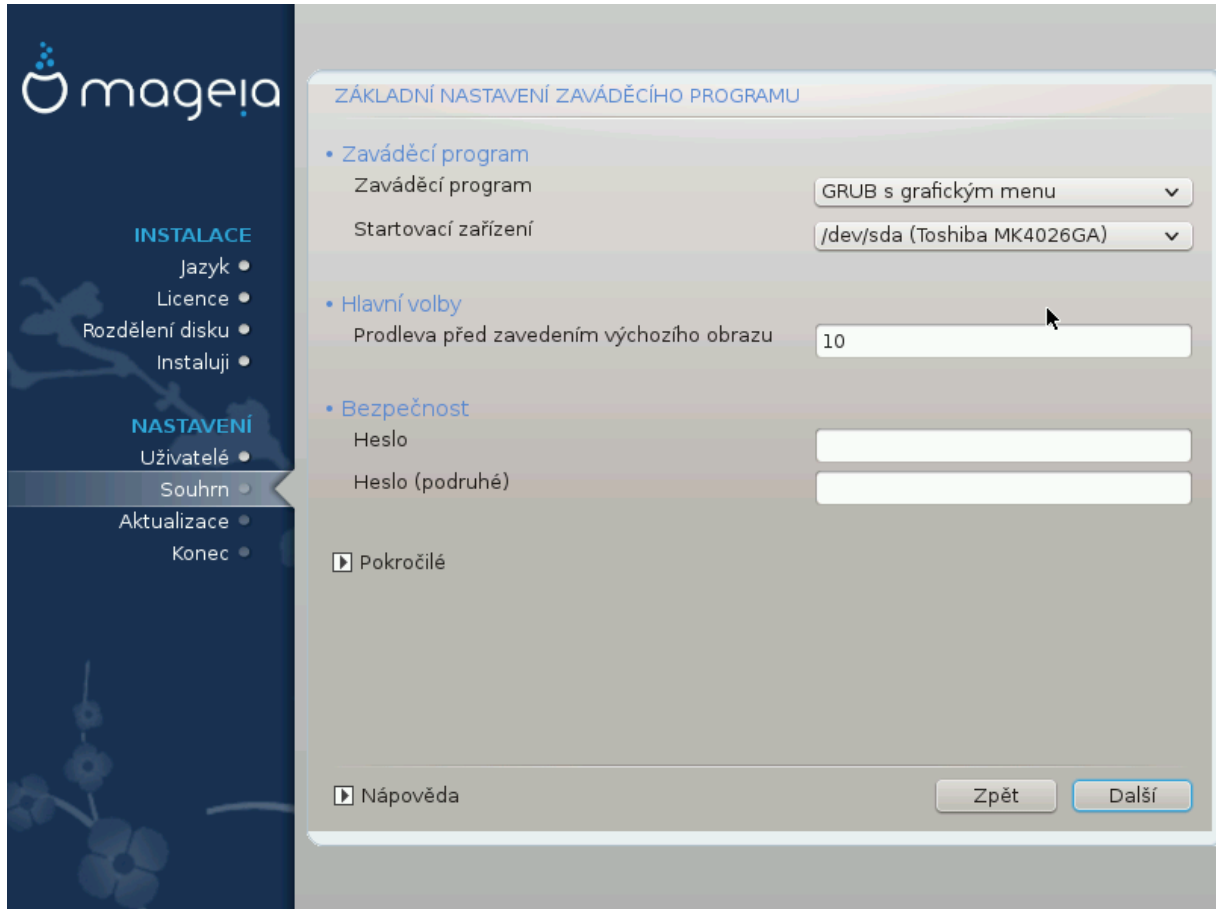 mageia
INSTALACE
Jazyk
Licence
Rozdělení disku
Instaluji
NASTAVENÍ
Uživatelé
Souhrn
Aktualizace
Konec
ZÁKLADNÍ NASTAVENÍ ZAVÁDĚCÍHO PROGRAMU
• Zaváděcí program
Zaváděcí program GRUB s grafickým menu
Startovací zařízení /dev/sda (Toshiba MK4026GA)
• Hlavní volby
Prodleva před zavedením výchozího obrazu 10
• Bezpečnost
Heslo
Heslo (podruhé)
Pokročilé
Nápověda Zpět Další